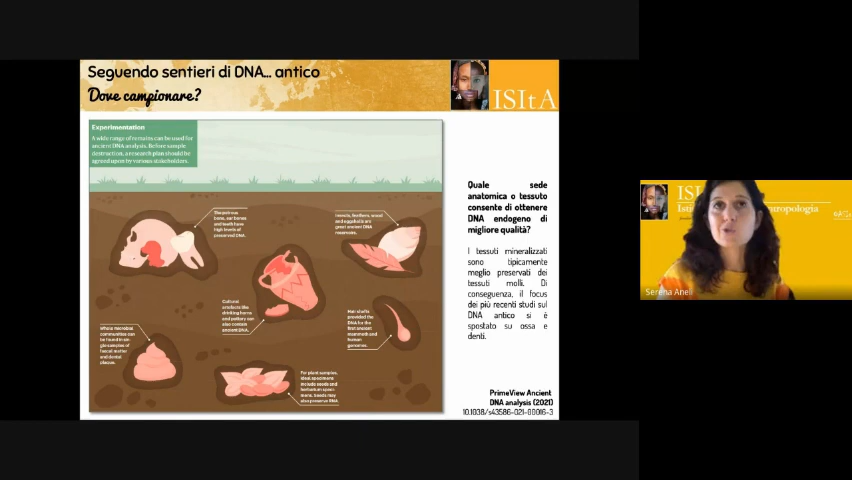 Seguendo sentieri di DNA... antico
Dove campionare?
ISItA
Experimentation
A wide range of remains can be used for
ancient DNA analysis. Before sample
destruction, a research plan should be
agreed upon by various stakeholders.
The petrous
bone, ear bones
and teeth have
high levels of
preserved DNA.
Insects, feathers, wood
and eggshells are
great ancient DNA
reservoirs.
Cultural
artefacts like
drinking horns
and pottery can
also contain
ancient DNA.
Hair shafts
provided the
DNA for the
first ancient
mammoth and
human
genomes.
Whole microbial
communities can
be found in sin-
gle samples of
faecal matter
and dental
plaque.
For plant samples,
ideal specimens
include seeds and
herbarium speci-
mens. Seeds may
also preserve RNA.
Quale sede
anatomica o tessuto
consente di ottenere
DNA endogeno di
migliore qualità?
I tessuti mineralizzati
sono tipicamente
meglio preservati dei
tessuti molli. Di
conseguenza, il focus
dei più recenti studi sul
DNA antico si è
spostato su ossa e
denti.
PrimeView Ancient
DNA analysis (2021)
10.1038/s43586-021-00016-3
Serena Aneli